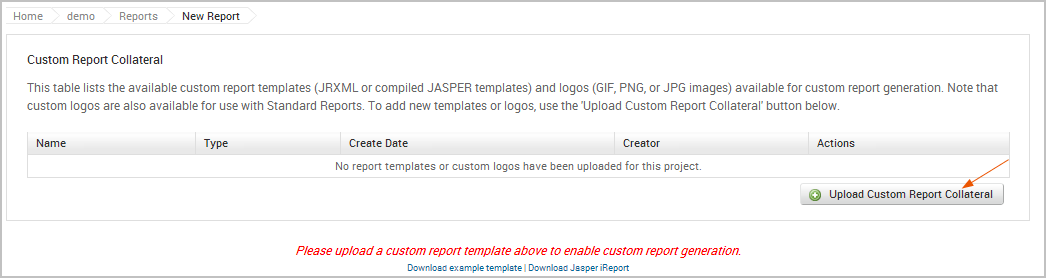 Home demo Reports New Report
Custom Report Collateral
This table lists the available custom report templates (JRXML or compiled JASPER templates) and logos (GIF, PNG, or JPG images) available for custom report generation. Note that
custom logos are also available for use with Standard Reports. To add new templates or logos, use the 'Upload Custom Report Collateral' button below.
Name Type Create Date Creator Actions
No report templates or custom logos have been uploaded for this project.
Upload Custom Report Collateral
Please upload a custom report template above to enable custom report generation.
Download example template | Download Jasper iReport